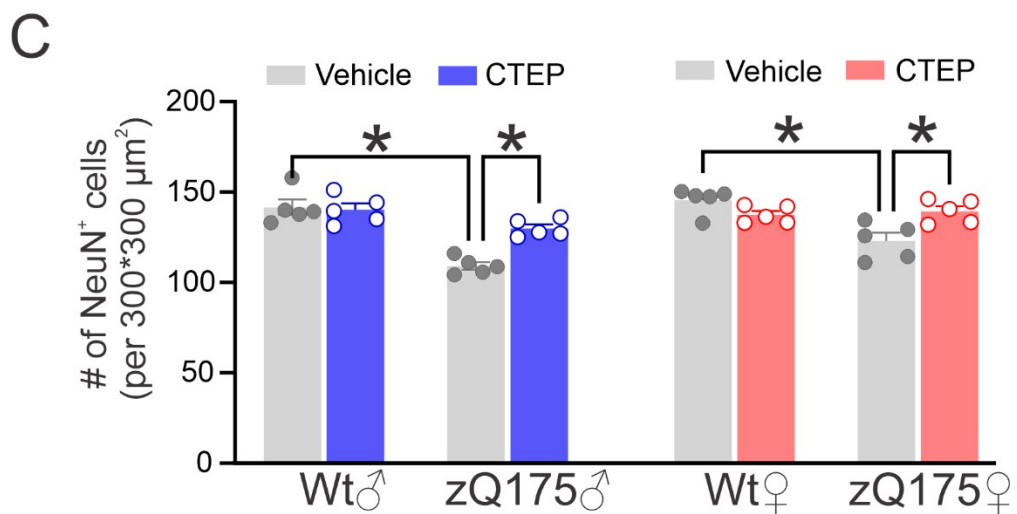 C
Vehicle CTEP Vehicle CTEP
# of NeuN⁺ cells
(per 300*300 µm²)
200
150
100
50
0
* * * *
Wt♂ zQ175♂ Wt♀ zQ175♀